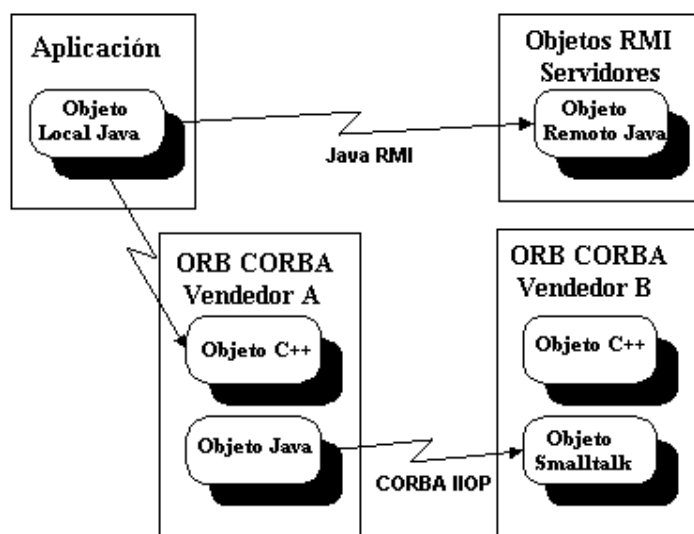 Aplicación
Objeto
Local Java
Objetos RMI
Servidores
Objeto
Remoto Java
Java RMI
ORB CORBA
Vendedor A
Objeto C++
Objeto Java
ORB CORBA
Vendedor B
Objeto C++
Objeto
Smalltalk
CORBA IIOP